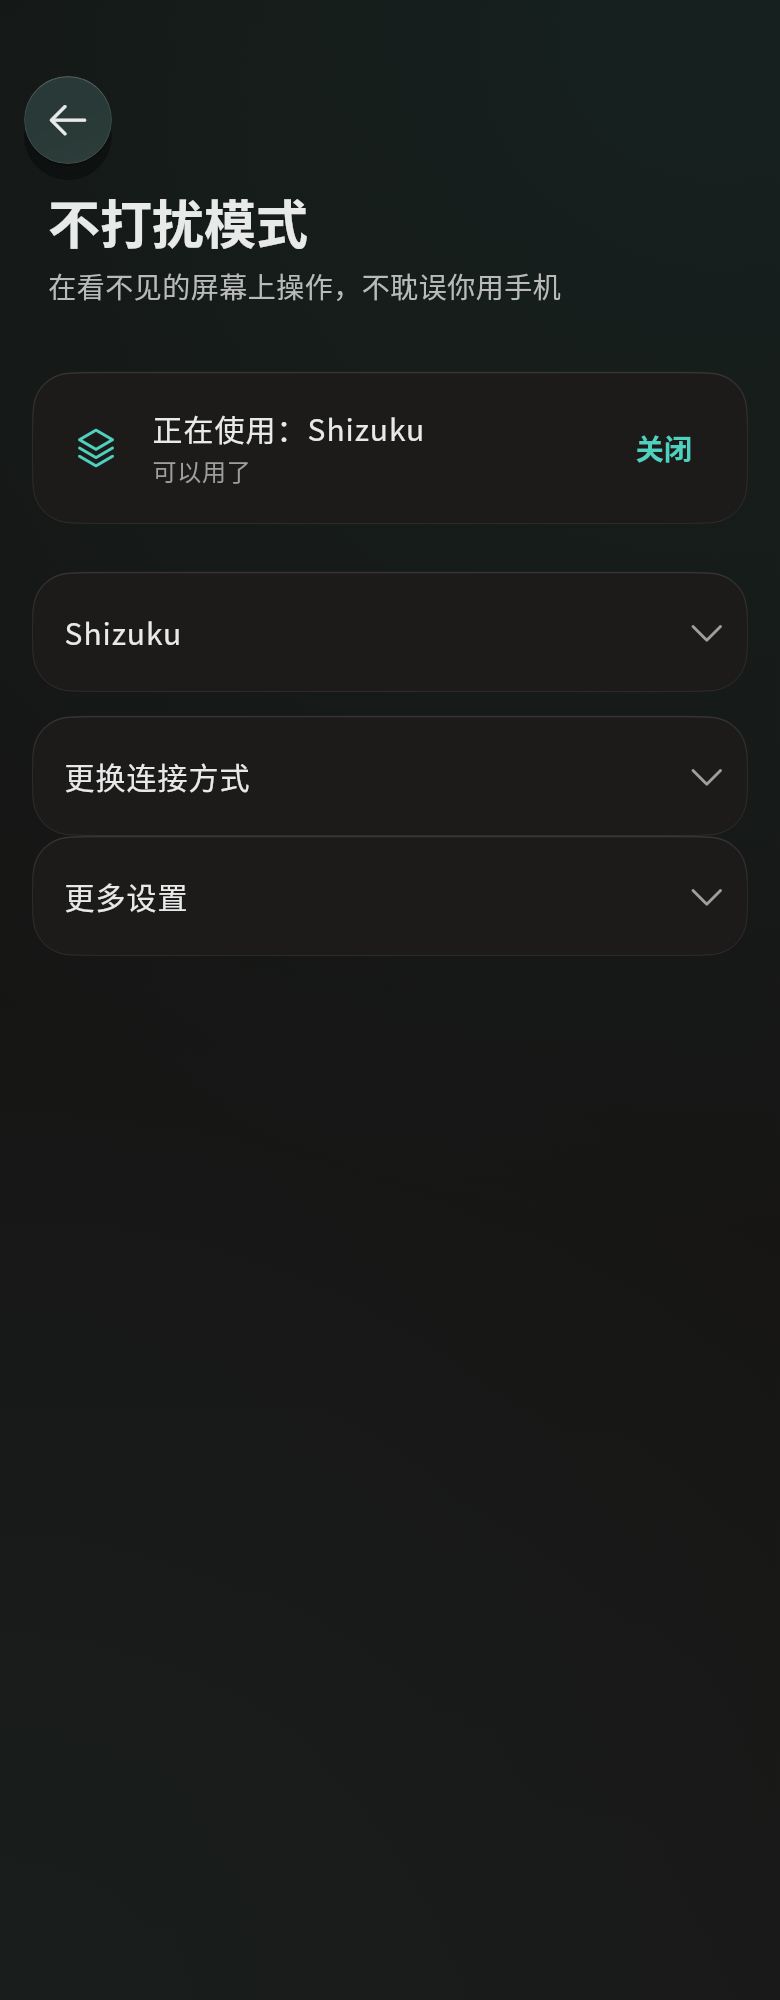 不打扰模式
在看不见的屏幕上操作，不耽误你用手机
正在使用：Shizuku
可以用了
关闭
Shizuku
更换连接方式
更多设置